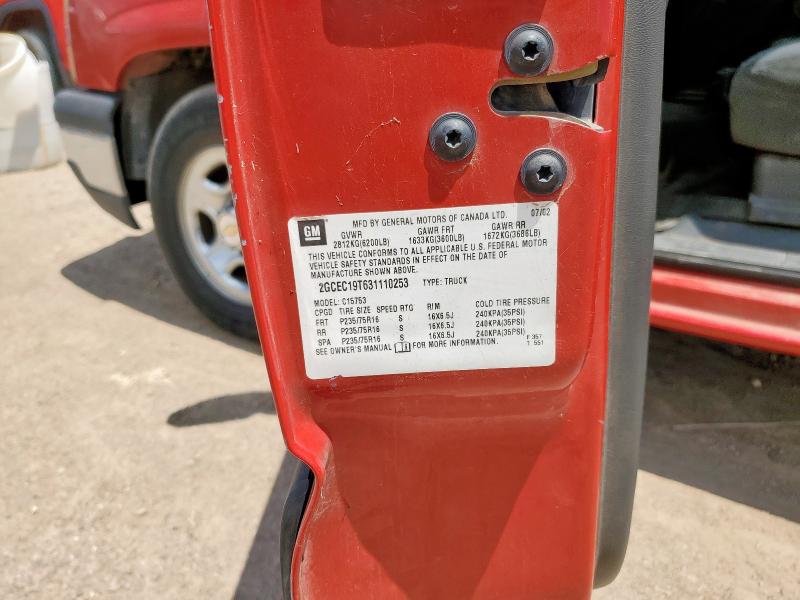 MFD BY GENERAL MOTORS OF CANADA LTD. 07/02
GM
GVWR GAWR FRT GAWR RR
2812KG(6200LB) 1633KG(3600LB) 1672KG(3686LB)
THIS VEHICLE CONFORMS TO ALL APPLICABLE U.S. FEDERAL MOTOR
VEHICLE SAFETY STANDARDS IN EFFECT ON THE DATE OF
MANUFACTURE SHOWN ABOVE.
2GCEC19T631110253 TYPE: TRUCK
MODEL: C15753
CPGD TIRE SIZE SPEED RTG RIM COLD TIRE PRESSURE
FRT P235/75R16 S 16X6.5J 240KPA(35PSI)
RR P235/75R16 S 16X6.5J 240KPA(35PSI)
SPA P235/75R16 S 16X6.5J 240KPA(35PSI)
SEE OWNER'S MANUAL FOR MORE INFORMATION. F 357
1 551